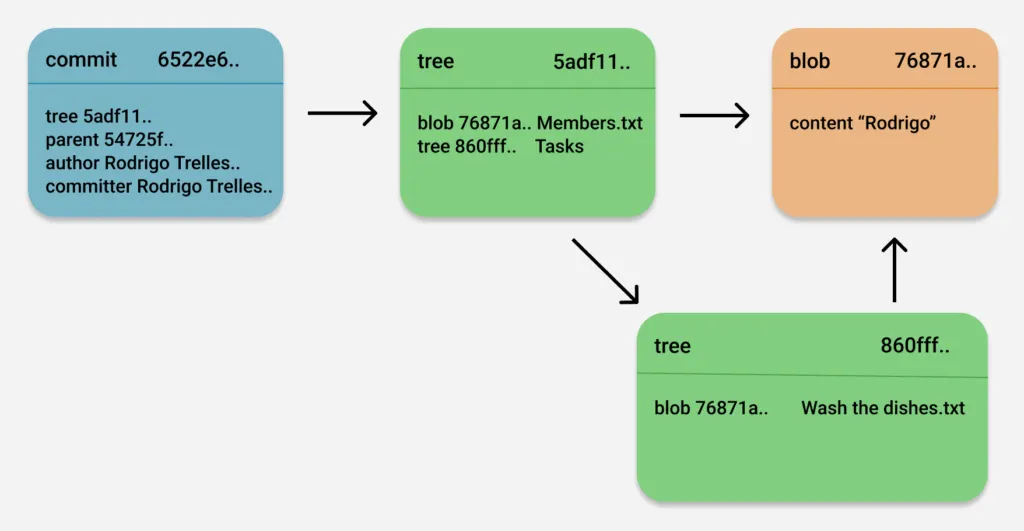 commit 6522e6..
tree 5adf11..
parent 54725f..
author Rodrigo Trelles..
committer Rodrigo Trelles..
tree 5adf11..
blob 76871a.. Members.txt
tree 860fff.. Tasks
blob 76871a..
content “Rodrigo”
tree 860fff..
blob 76871a.. Wash the dishes.txt